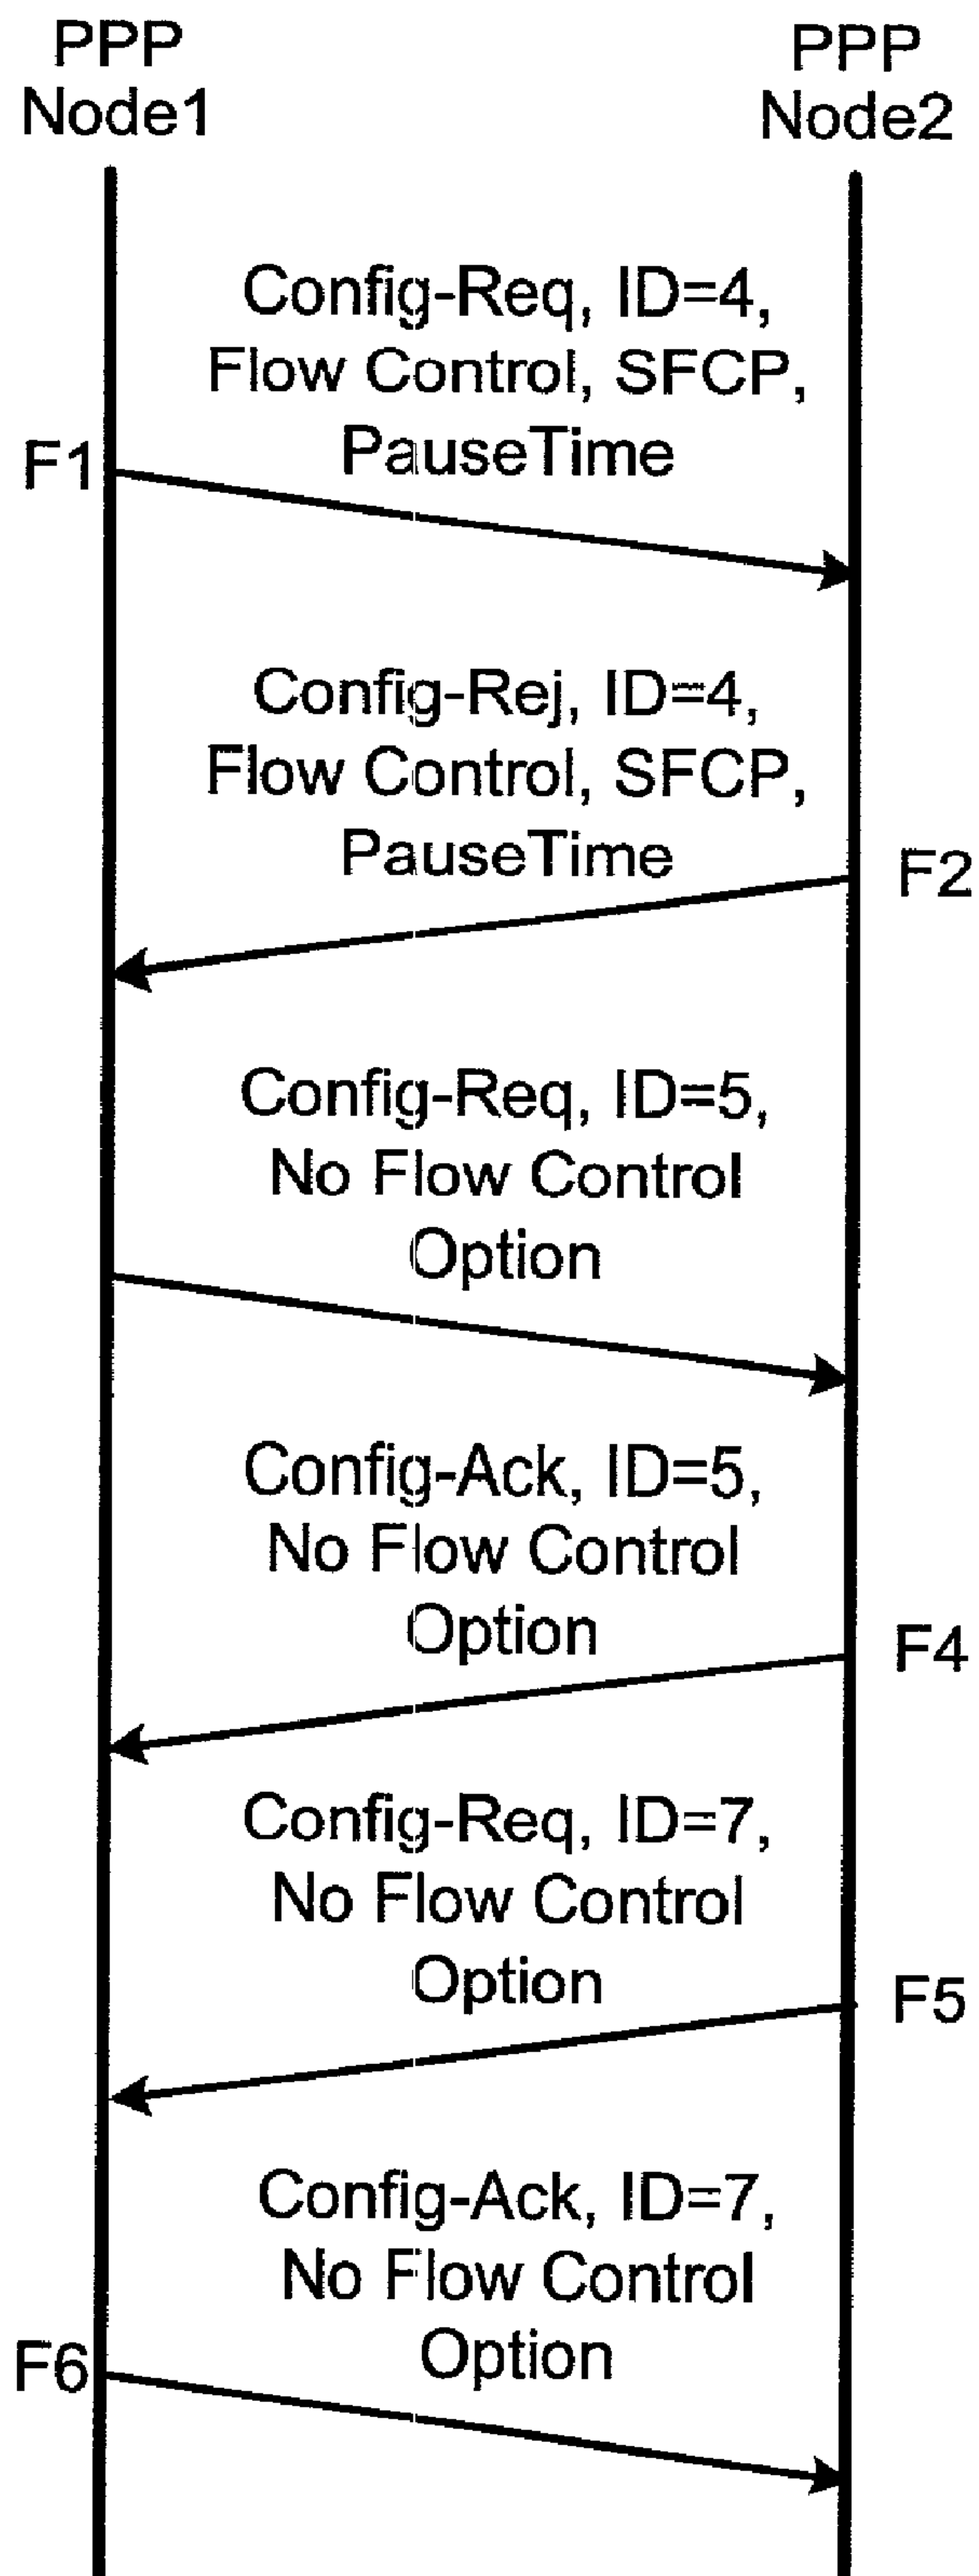 PPP
Node1
PPP
Node2
Config-Req, ID=4,
Flow Control, SFCP,
PauseTime
F1
Config-Rej, ID=4,
Flow Control, SFCP,
PauseTime
F2
Config-Req, ID=5,
No Flow Control
Option
Config-Ack, ID=5,
No Flow Control
Option
F4
Config-Req, ID=7,
No Flow Control
Option
F5
Config-Ack, ID=7,
No Flow Control
Option
F6